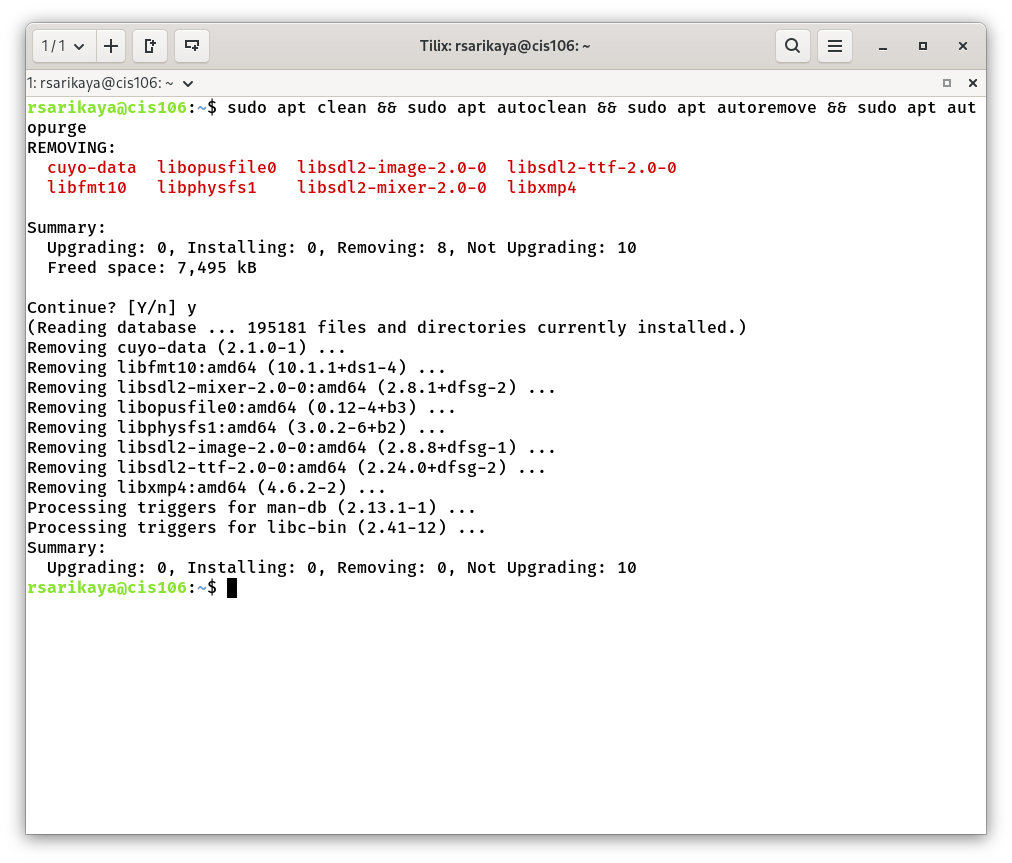 1 / 1
Tilix: rsarikaya@cis106: ~
1: rsarikaya@cis106: ~
rsarikaya@cis106:~$ sudo apt clean && sudo apt autoclean && sudo apt autoremove && sudo apt aut
opurge
REMOVING:
  cuyo-data  libopusfile0  libsdl2-image-2.0-0  libsdl2-ttf-2.0-0
  libfmt10   libphysfs1    libsdl2-mixer-2.0-0  libxmp4

Summary:
  Upgrading: 0, Installing: 0, Removing: 8, Not Upgrading: 10
  Freed space: 7,495 kB

Continue? [Y/n] y
(Reading database ... 195181 files and directories currently installed.)
Removing cuyo-data (2.1.0-1) ...
Removing libfmt10:amd64 (10.1.1+ds1-4) ...
Removing libsdl2-mixer-2.0-0:amd64 (2.8.1+dfsg-2) ...
Removing libopusfile0:amd64 (0.12-4+b3) ...
Removing libphysfs1:amd64 (3.0.2-6+b2) ...
Removing libsdl2-image-2.0-0:amd64 (2.8.8+dfsg-1) ...
Removing libsdl2-ttf-2.0-0:amd64 (2.24.0+dfsg-2) ...
Removing libxmp4:amd64 (4.6.2-2) ...
Processing triggers for man-db (2.13.1-1) ...
Processing triggers for libc-bin (2.41-12) ...
Summary:
  Upgrading: 0, Installing: 0, Removing: 0, Not Upgrading: 10
rsarikaya@cis106:~$